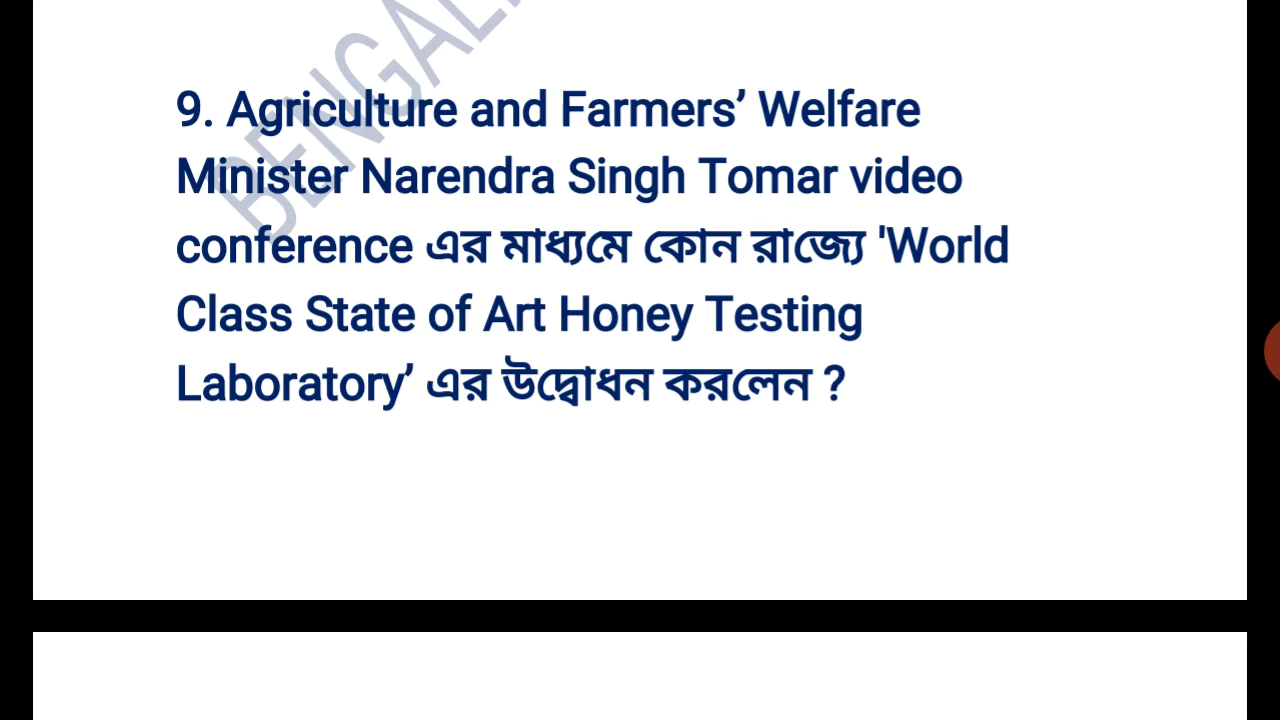 BENGALI
9. Agriculture and Farmers’ Welfare
Minister Narendra Singh Tomar video
conference এর মাধ্যমে কোন রাজ্যে 'World
Class State of Art Honey Testing
Laboratory’ এর উদ্বোধন করলেন ?